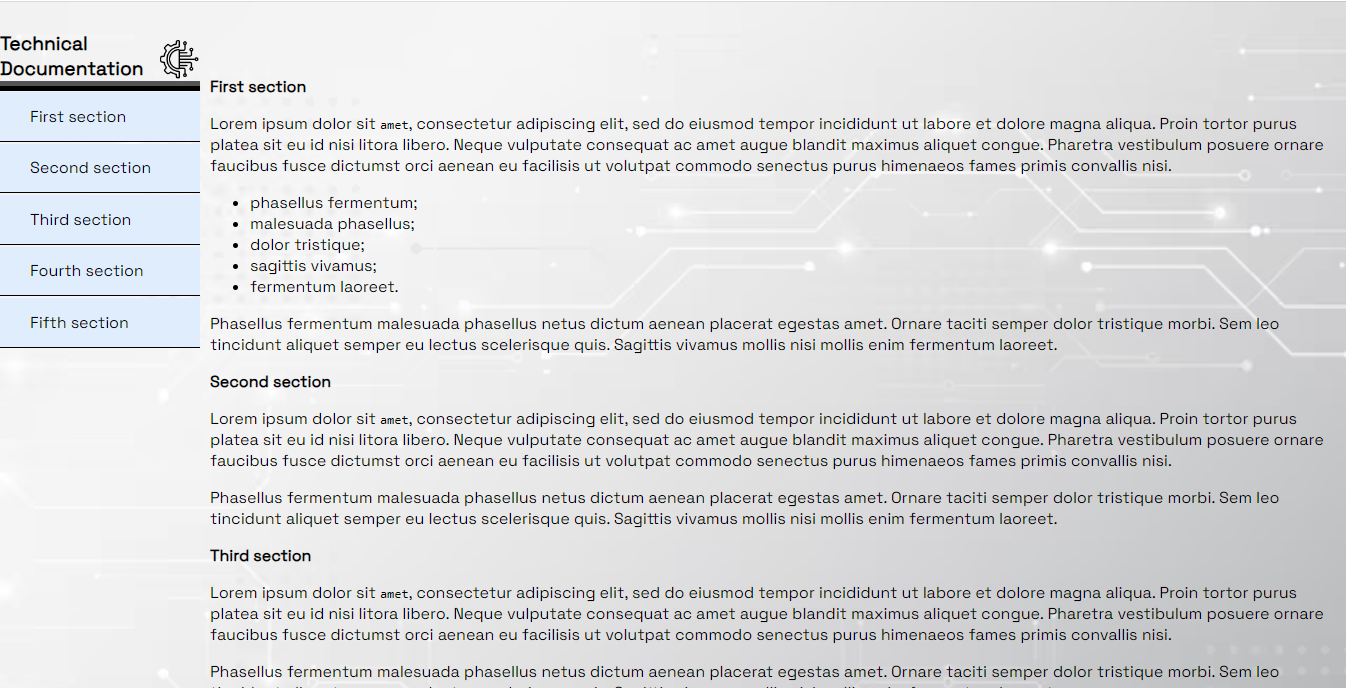 Technical
Documentation
First section
Second section
Third section
Fourth section
Fifth section
First section
Lorem ipsum dolor sit amet, consectetur adipiscing elit, sed do eiusmod tempor incididunt ut labore et dolore magna aliqua. Proin tortor purus
platea sit eu id nisi litora libero. Neque vulputate consequat ac amet augue blandit maximus aliquet congue. Pharetra vestibulum posuere ornare
faucibus fusce dictumst orci aenean eu facilisis ut volutpat commodo senectus purus himenaeos fames primis convallis nisi.
• phasellus fermentum;
• malesuada phasellus;
• dolor tristique;
• sagittis vivamus;
• fermentum laoreet.
Phasellus fermentum malesuada phasellus netus dictum aenean placerat egestas amet. Ornare taciti semper dolor tristique morbi. Sem leo
tincidunt aliquet semper eu lectus scelerisque quis. Sagittis vivamus mollis nisi mollis enim fermentum laoreet.
Second section
Lorem ipsum dolor sit amet, consectetur adipiscing elit, sed do eiusmod tempor incididunt ut labore et dolore magna aliqua. Proin tortor purus
platea sit eu id nisi litora libero. Neque vulputate consequat ac amet augue blandit maximus aliquet congue. Pharetra vestibulum posuere ornare
faucibus fusce dictumst orci aenean eu facilisis ut volutpat commodo senectus purus himenaeos fames primis convallis nisi.
Phasellus fermentum malesuada phasellus netus dictum aenean placerat egestas amet. Ornare taciti semper dolor tristique morbi. Sem leo
tincidunt aliquet semper eu lectus scelerisque quis. Sagittis vivamus mollis nisi mollis enim fermentum laoreet.
Third section
Lorem ipsum dolor sit amet, consectetur adipiscing elit, sed do eiusmod tempor incididunt ut labore et dolore magna aliqua. Proin tortor purus
platea sit eu id nisi litora libero. Neque vulputate consequat ac amet augue blandit maximus aliquet congue. Pharetra vestibulum posuere ornare
faucibus fusce dictumst orci aenean eu facilisis ut volutpat commodo senectus purus himenaeos fames primis convallis nisi.
Phasellus fermentum malesuada phasellus netus dictum aenean placerat egestas amet. Ornare taciti semper dolor tristique morbi. Sem leo